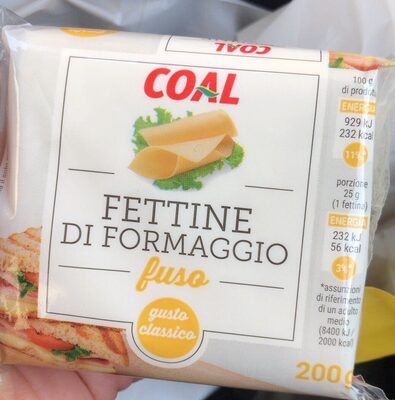 COAL
COAL
FETTINE
DI FORMAGGIO
fuso
gusto
classico
100 g
di prodotto
ENERGIA
929 kJ
232 kcal
11%*
porzione
25 g
(1 fettina)
ENERGIA
232 kJ
56 kcal
3%*
*assunzioni
di riferimento
di un adulto
medio
(8400 kJ /
2000 kcal)
200g